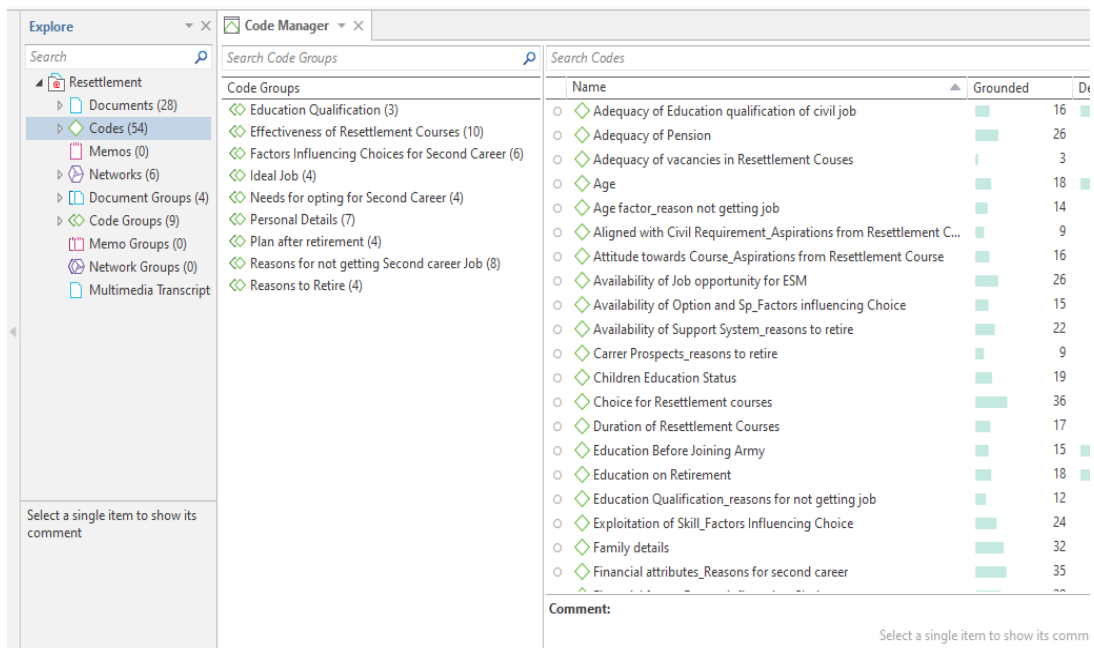 Explore
Search
Resettlement
Documents (28)
Codes (54)
Memos (0)
Networks (6)
Document Groups (4)
Code Groups (9)
Memo Groups (0)
Network Groups (0)
Multimedia Transcript
Select a single item to show its
comment
Code Manager
Search Code Groups
Code Groups
Education Qualification (3)
Effectiveness of Resettlement Courses (10)
Factors Influencing Choices for Second Career (6)
Ideal Job (4)
Needs for opting for Second Career (4)
Personal Details (7)
Plan after retirement (4)
Reasons for not getting Second career Job (8)
Reasons to Retire (4)
Search Codes
Name Grounded De
Adequacy of Education qualification of civil job 16
Adequacy of Pension 26
Adequacy of vacancies in Resettlement Couses 3
Age 18
Age factor_reason not getting job 14
Aligned with Civil Requirement_Aspirations from Resettlement C... 9
Attitude towards Course_Aspirations from Resettlement Course 16
Availability of Job opportunity for ESM 26
Availability of Option and Sp_Factors influencing Choice 15
Availability of Support System_reasons to retire 22
Carrer Prospects_reasons to retire 9
Children Education Status 19
Choice for Resettlement courses 36
Duration of Resettlement Courses 17
Education Before Joining Army 15
Education on Retirement 18
Education Qualification_reasons for not getting job 12
Exploitation of Skill_Factors Influencing Choice 24
Family details 32
Financial attributes_Reasons for second career 35
Comment:
Select a single item to show its comm